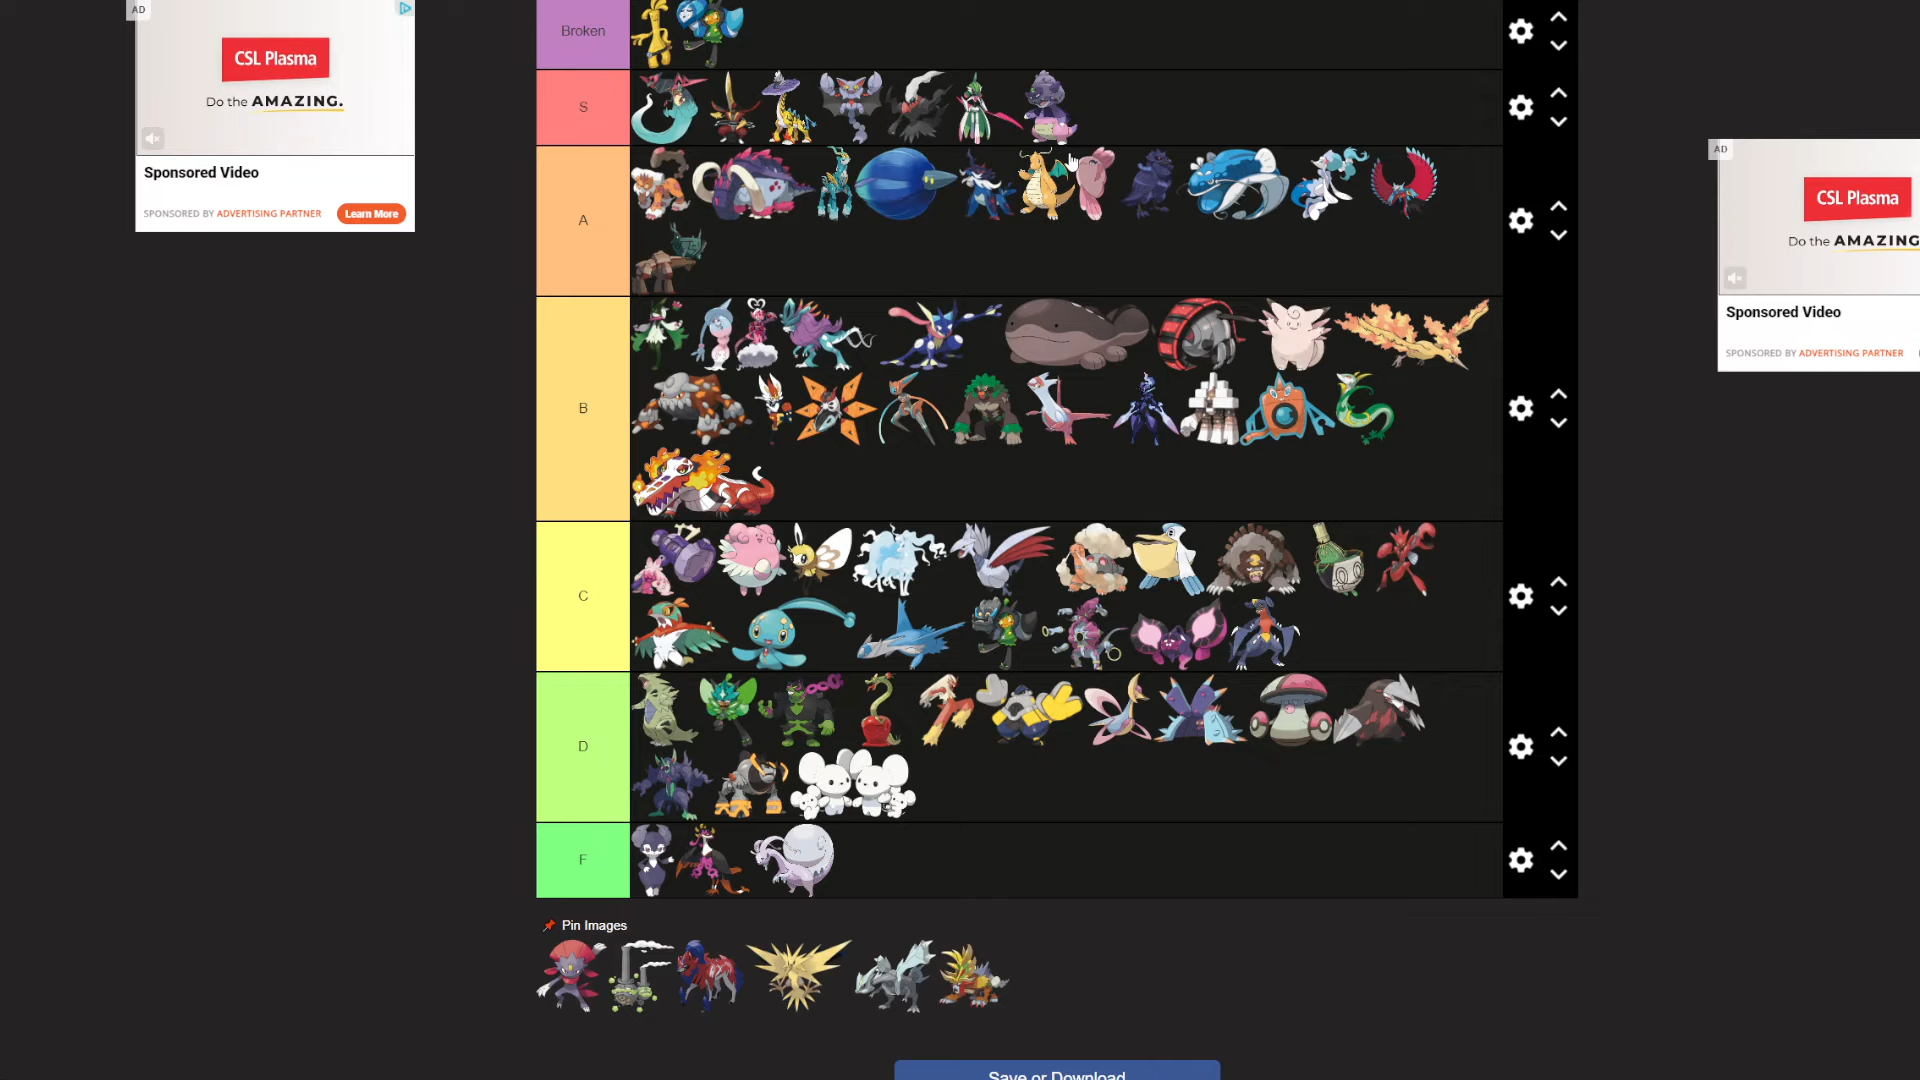 AD
CSL Plasma
Do the AMAZING.
Sponsored Video
SPONSORED BY ADVERTISING PARTNER
Learn More
Broken
S
A
B
C
D
F
AD
CSL Plasma
Do the AMAZING
Sponsored Video
SPONSORED BY ADVERTISING PARTNER
Pin Images
Save or Download